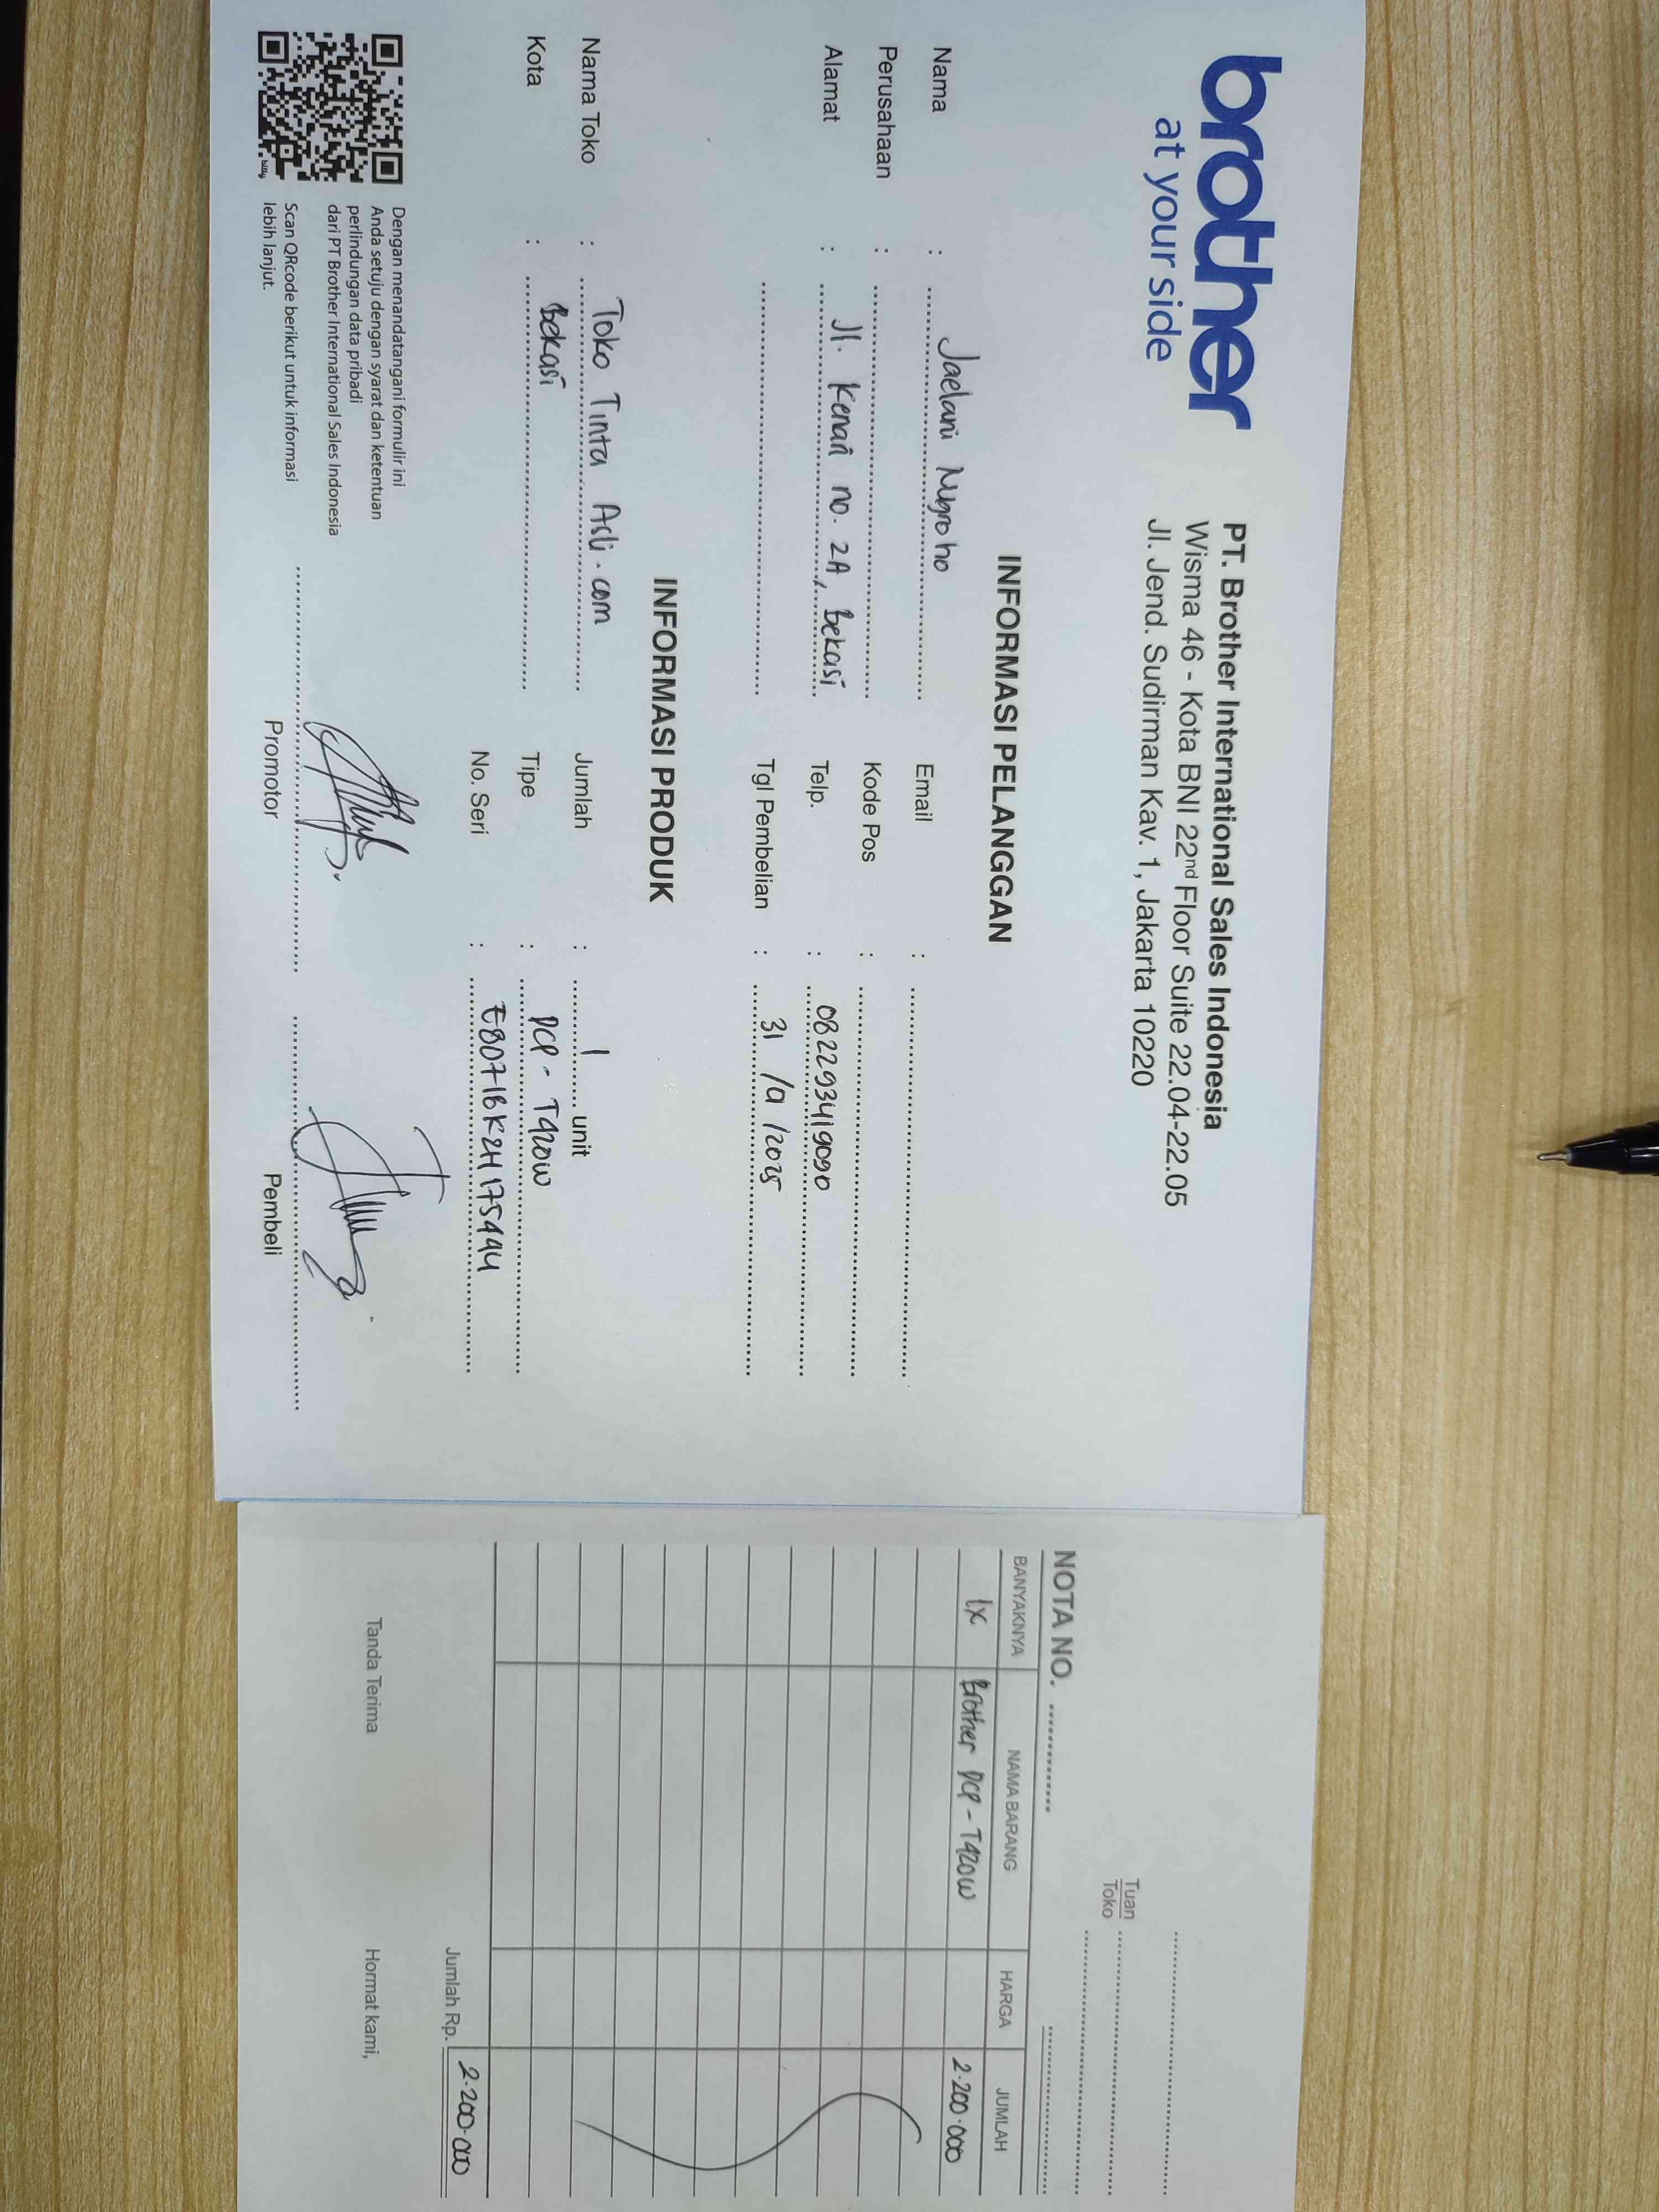 brother
at your side
PT. Brother International Sales Indonesia
Wisma 46 - Kota BNI 22nd Floor Suite 22.04-22.05
Jl. Jend. Sudirman Kav. 1, Jakarta 10220
INFORMASI PELANGGAN
Nama : Jaelani Nugroho
Email :
Perusahaan :
Kode Pos :
Alamat : Jl. Kenari no. 2A, Bekasi
Telp. : 082293419090
Tgl Pembelian : 31 /01 /2025
INFORMASI PRODUK
Nama Toko : Toko Tinta Asli.com
Jumlah : 1 unit
Kota : Bekasi
Tipe : DCP - T420W
No. Seri :
Dengan menandatangani formulir ini
Anda setuju dengan syarat dan ketentuan
perlindungan data pribadi
dari PT Brother International Sales Indonesia
Scan QRcode berikut untuk informasi
lebih lanjut.
bitly
Promotor
Pembeli
Tuan
Toko
NOTA NO.
BANYAKNYA NAMA BARANG HARGA JUMLAH
1x Brother DCP - T420W 2.200.000
Jumlah Rp. 2.200.000
Tanda Terima
Hormat kami,